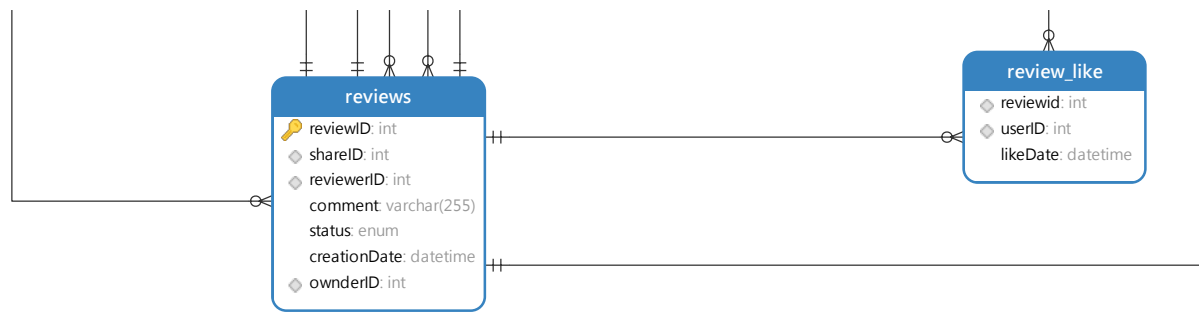 reviews
reviewID: int
shareID: int
reviewerID: int
comment: varchar(255)
status: enum
creationDate: datetime
ownderID: int
review_like
reviewid: int
userID: int
likeDate: datetime